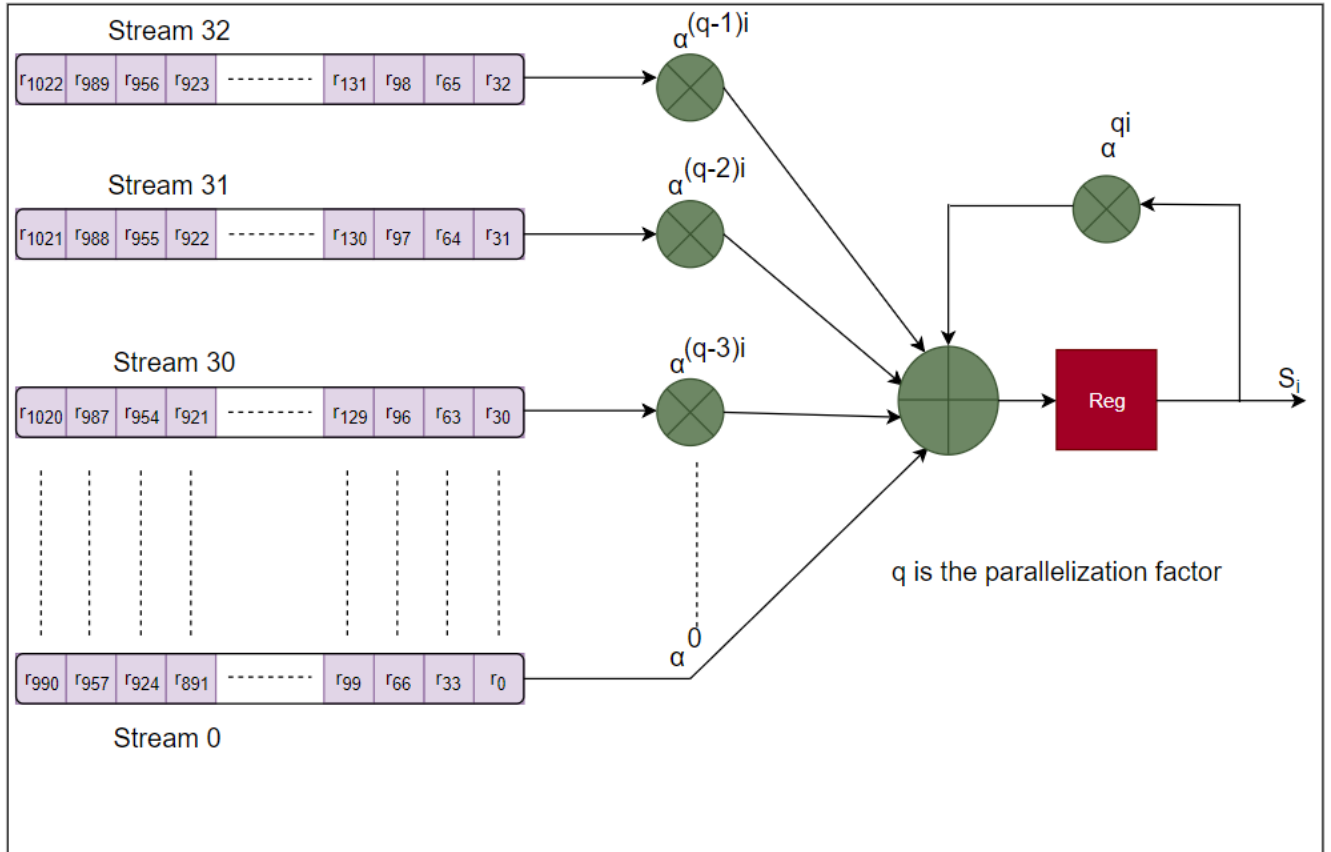 Stream 32
r1022 r989 r956 r923 r131 r98 r65 r32
α(q-1)i
Stream 31
r1021 r988 r955 r922 r130 r97 r64 r31
α(q-2)i
αqi
Stream 30
r1020 r987 r954 r921 r129 r96 r63 r30
α(q-3)i
Reg
Si
q is the parallelization factor
r990 r957 r924 r891 r99 r66 r33 r0
α0
Stream 0